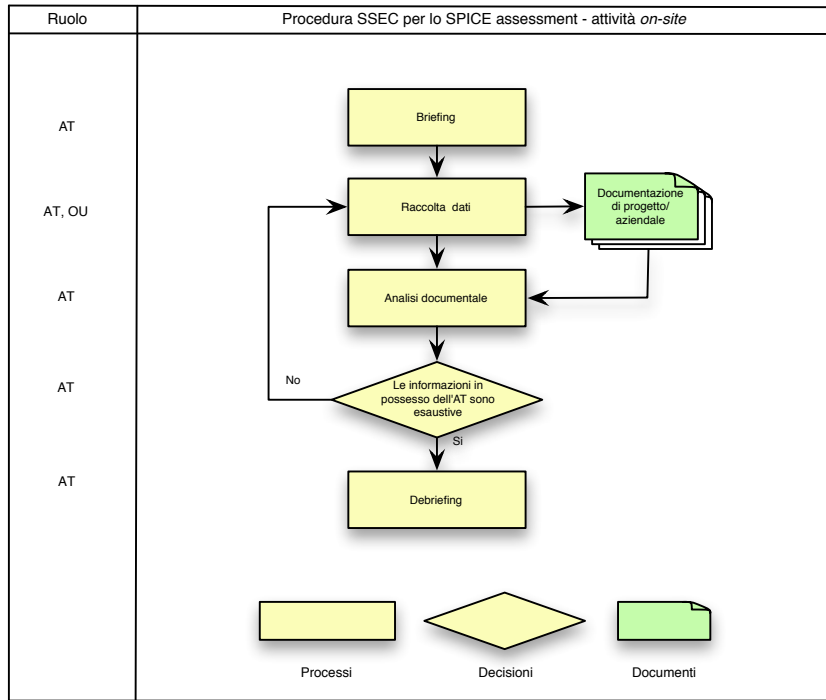 Ruolo
Procedura SSEC per lo SPICE assessment - attività on-site
AT
Briefing
AT, OU
Raccolta dati
Documentazione
di progetto/
aziendale
AT
Analisi documentale
AT
Le informazioni in
possesso dell'AT sono
esaustive
No
Si
AT
Debriefing
Processi
Decisioni
Documenti